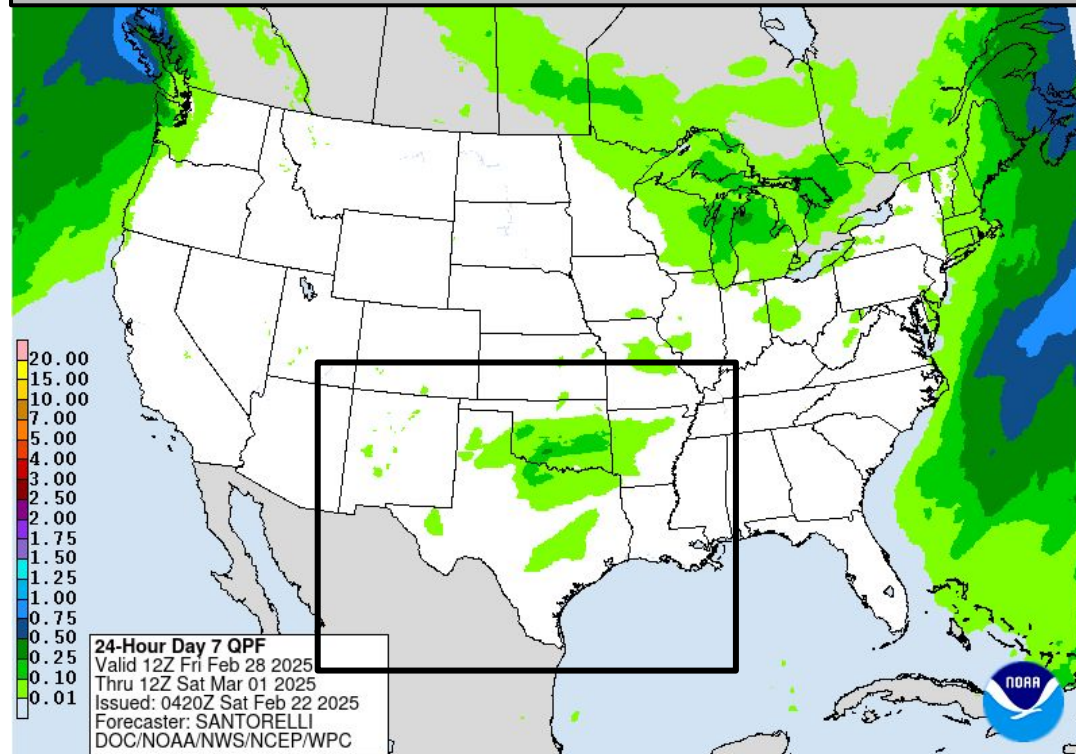 20.00
15.00
10.00
7.00
5.00
4.00
3.00
2.50
2.00
1.75
1.50
1.25
1.00
0.75
0.50
0.25
0.10
0.01
24-Hour Day 7 QPF
Valid 12Z Fri Feb 28 2025
Thru 12Z Sat Mar 01 2025
Issued: 0420Z Sat Feb 22 2025
Forecaster: SANTORELLI
DOC/NOAA/NWS/NCEP/WPC
NOAA